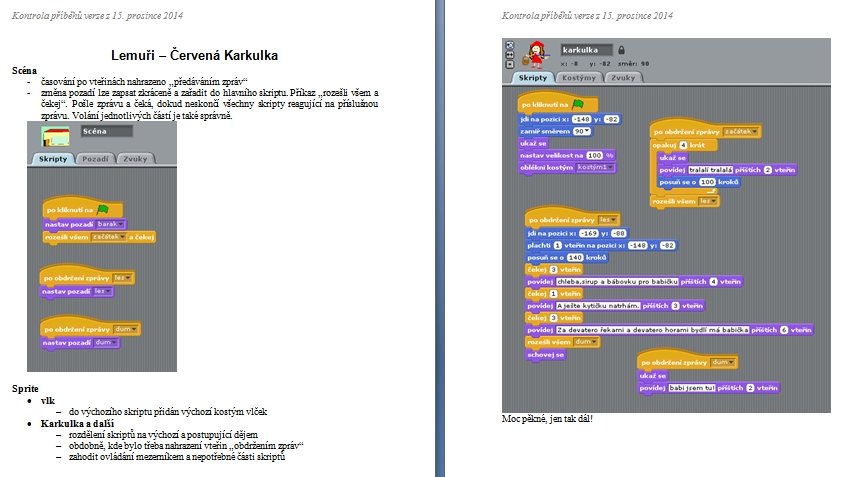 Kontrola příběhů verze z 15. prosince 2014
Lemuři – Červená Karkulka
Scéna
- časování po vteřinách nahrazeno „předáváním zpráv“
- změna pozadí lze zapsat zkráceně a zařadit do hlavního skriptu. Příkaz „rozešli všem a
čekej“. Pošle zprávu a čeká, dokud neskončí všechny skripty reagující na příslušnou
zprávu. Volání jednotlivých částí je také správně.
Scéna
Skripty Pozadí Zvuky
po kliknutí na
nastav pozadí barak
rozešli všem začátek a čekej
po obdržení zprávy les
nastav pozadí les
po obdržení zprávy dum
nastav pozadí dum
Sprite
• vlk
– do výchozího skriptu přidán výchozí kostým vlček
• Karkulka a další
– rozdělení skriptů na výchozí a postupující dějem
– obdobně, kde bylo třeba nahrazení vteřin „obdržením zpráv“
– zahodit ovládání mezerníkem a nepotřebné části skriptů
Kontrola příběhů verze z 15. prosince 2014
karkulka
x: -8 y: -82 směr: 90
Skripty Kostýmy Zvuky
po kliknutí na
jdi na pozici x: -148 y: -82
zamiř směrem 90
ukaž se
nastav velikost na 100 %
oblékni kostým kostým1
po obdržení zprávy začátek
opakuj 4 krát
ukaž se
povídej tralalí tralalá příštích 2 vteřin
posuň se o 100 kroků
rozešli všem les
po obdržení zprávy les
jdi na pozici x: -169 y: -88
plachti 1 vteřin na pozici x: -148 y: -82
posuň se o 140 kroků
čekej 3 vteřin
povídej chleba,sirup a bábovku pro babičku příštích 4 vteřin
čekej 1 vteřin
povídej A ješte kytičku natrhám. příštích 3 vteřin
čekej 3 vteřin
povídej Za devatero řekami a devatero horami bydlí má babička příštích 6 vteřin
rozešli všem dum
schovej se
po obdržení zprávy dum
ukaž se
povídej babi jsem tu! příštích 2 vteřin
Moc pěkné, jen tak dál!